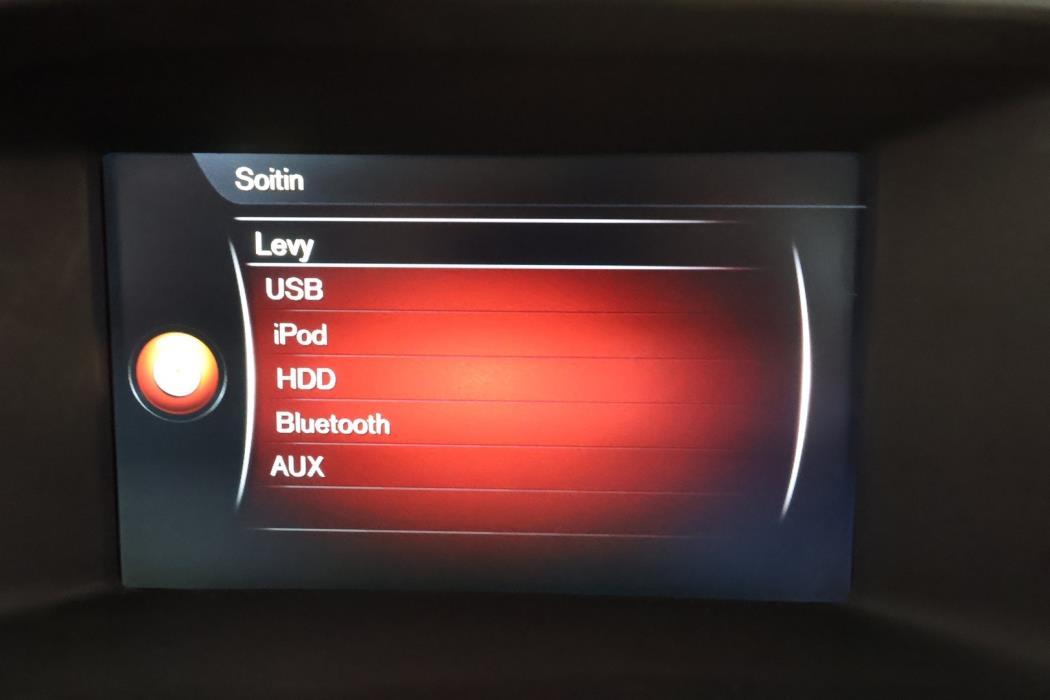 Soitin
Levy
USB
iPod
HDD
Bluetooth
AUX